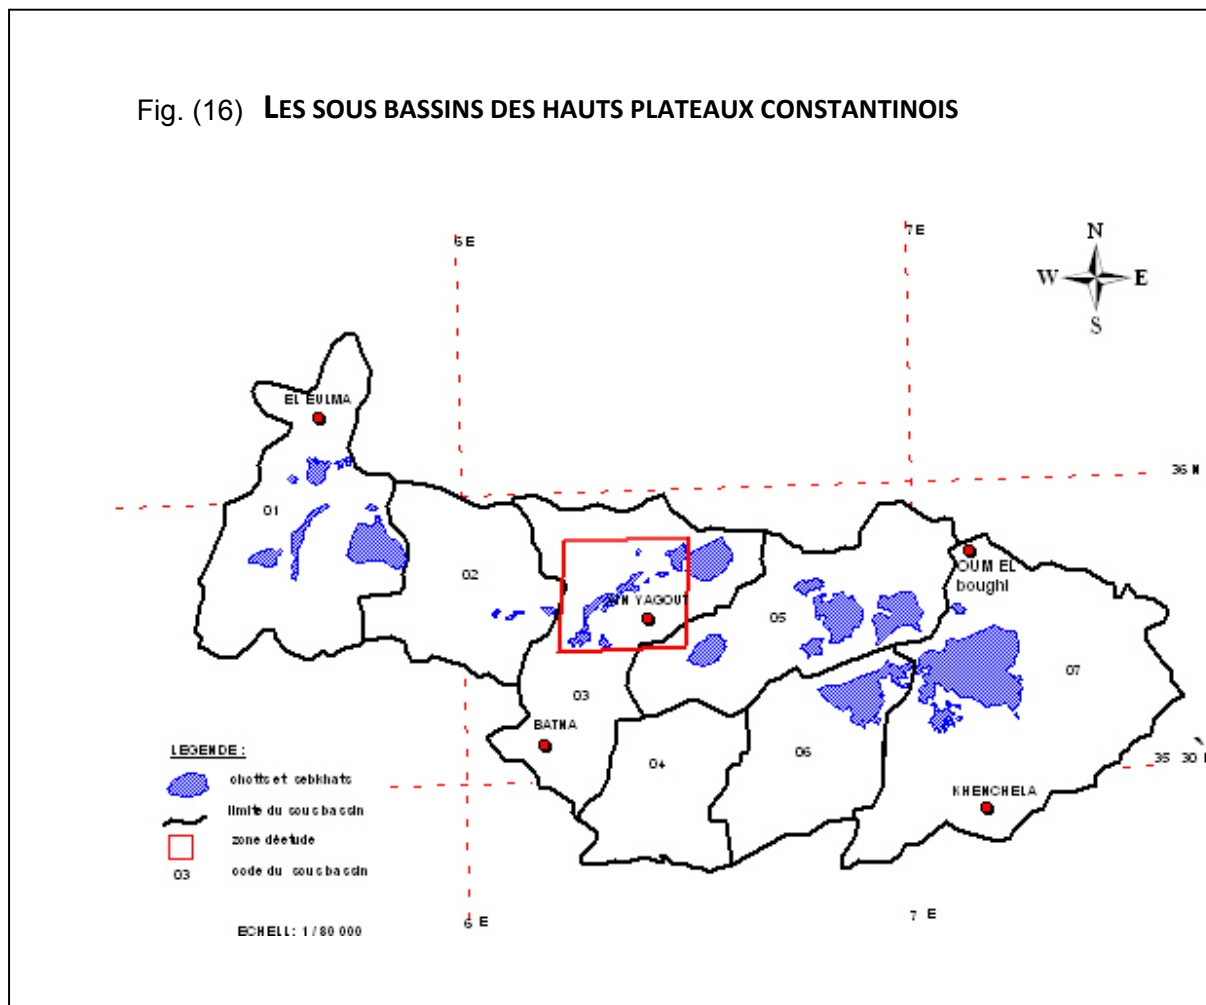 Fig. (16) LES SOUS BASSINS DES HAUTS PLATEAUX CONSTANTINOIS
6 E
7 E
N
W E
S
EL EULMA
36 N
01
02
OUM EL
boughi
AIN YAGOUT
05
03
07
BATNA
04
06
35 30
KHENCHELA
LEGENDE :
chotts et sebkhats
limite du sous bassin
zone déetude
03 code du sous bassin
6 E
7 E
ECHELL: 1 / 80 000